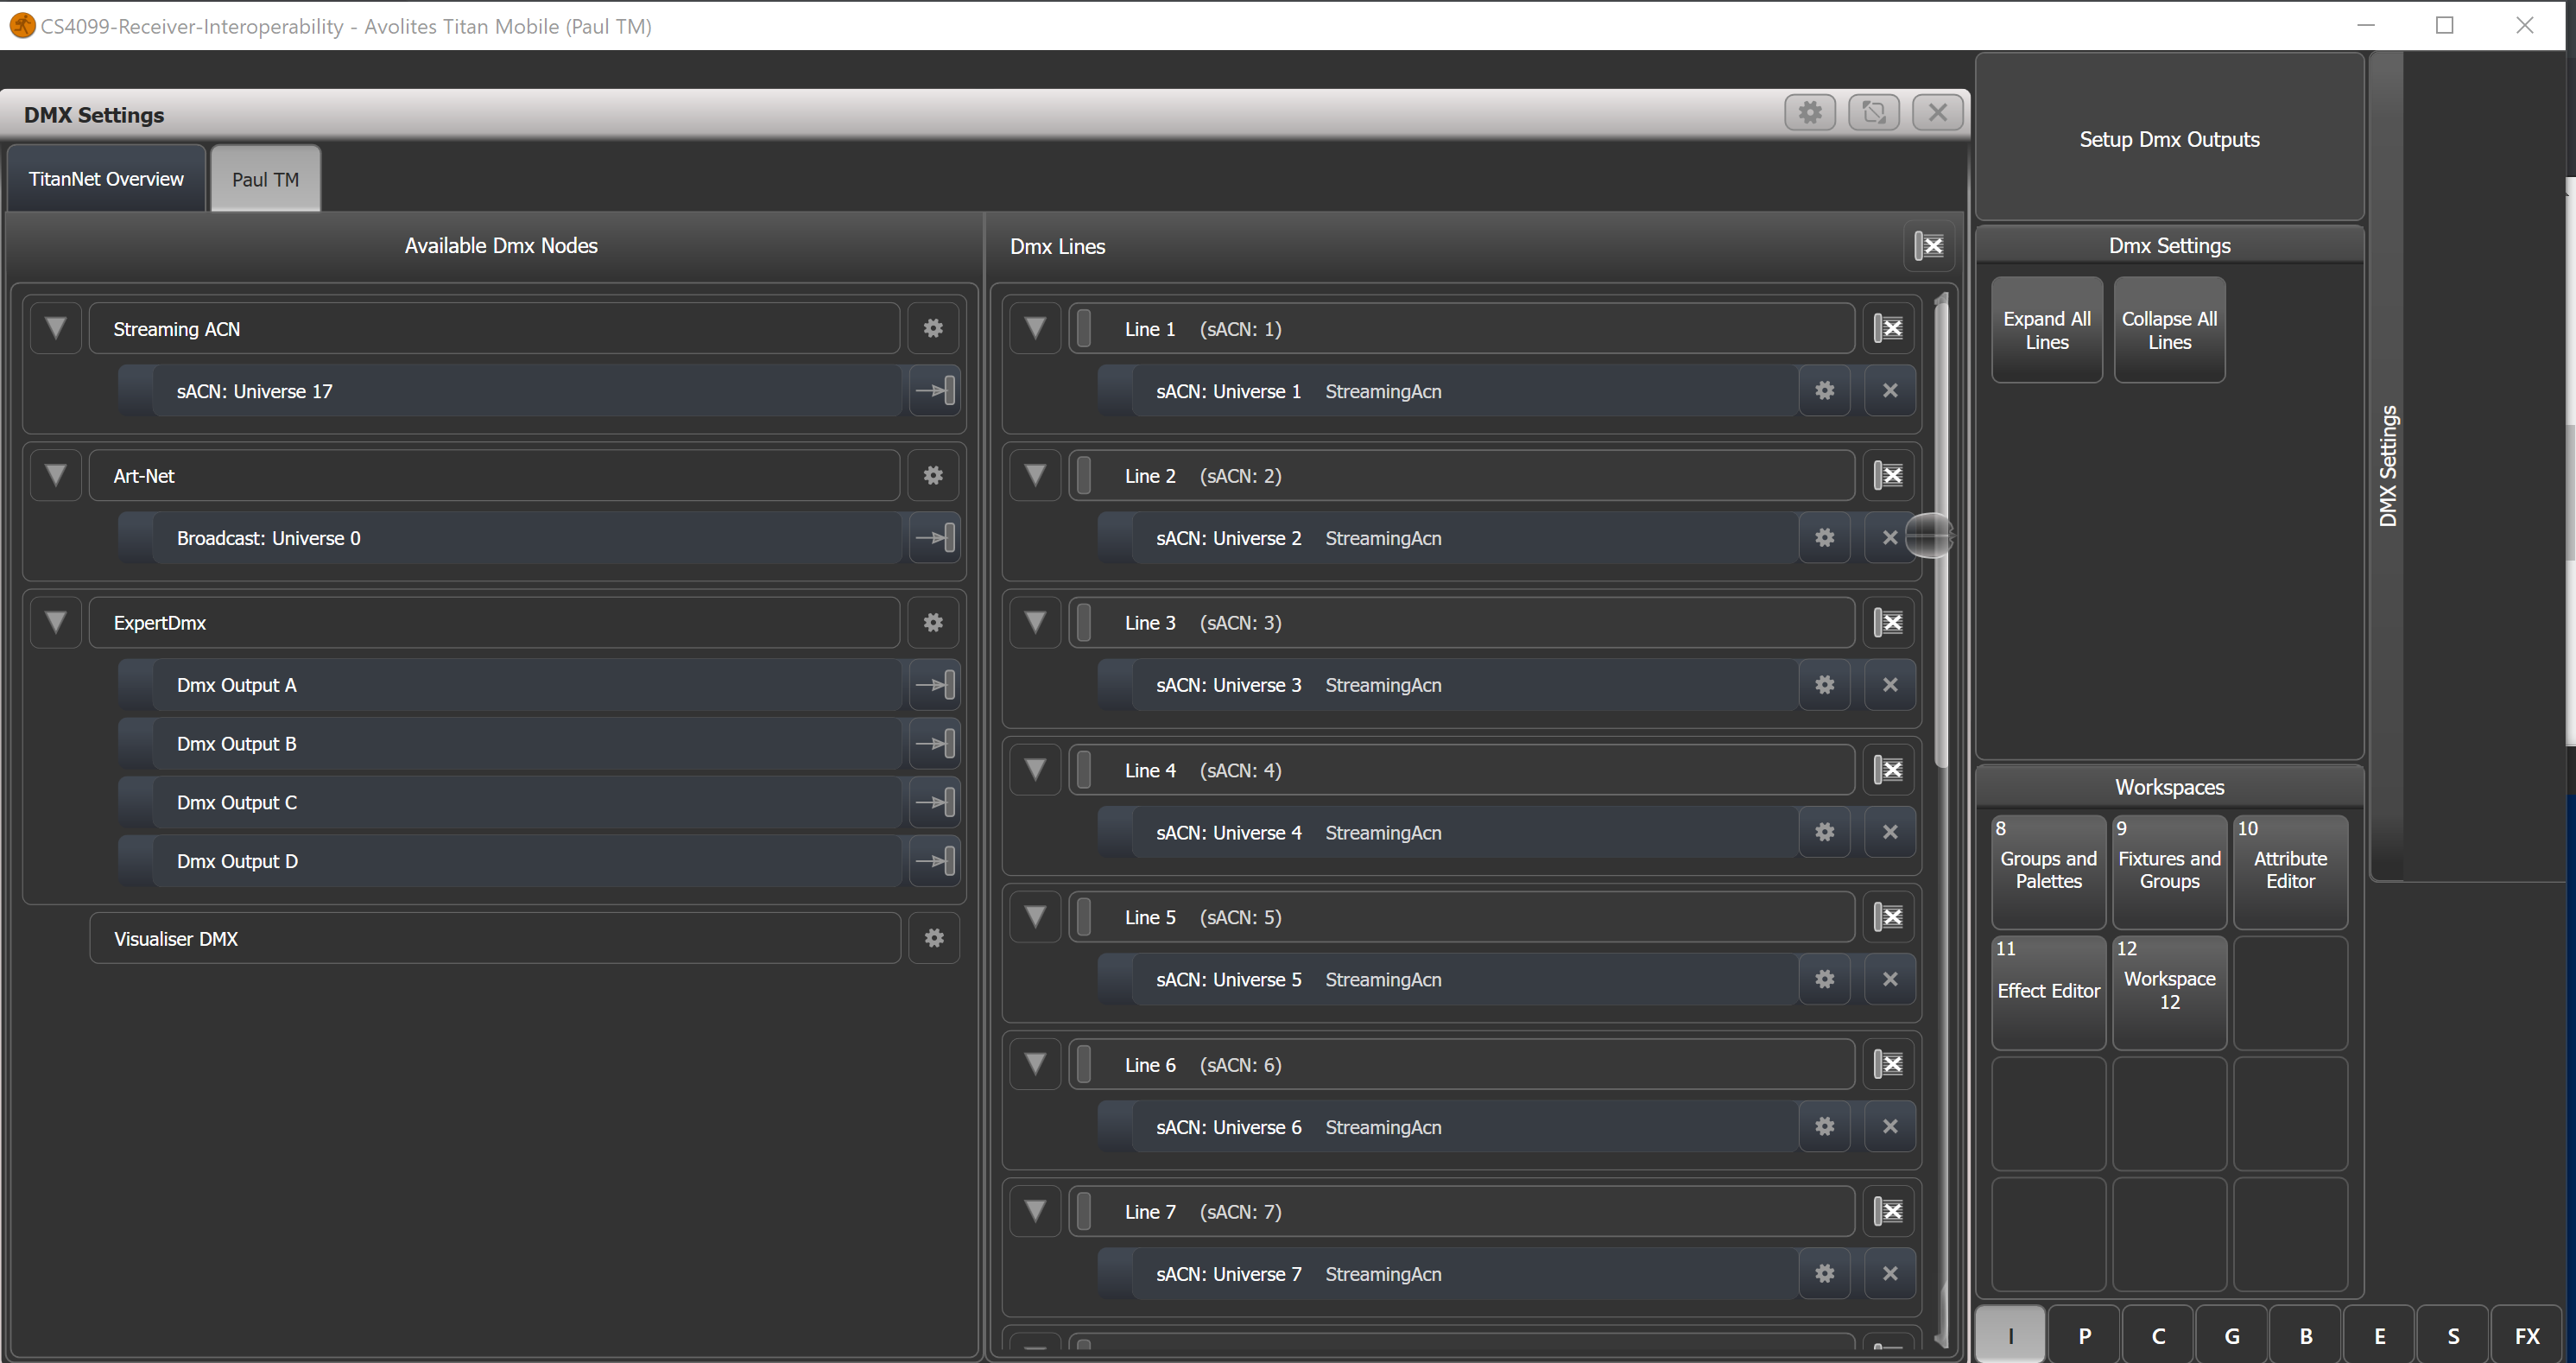 CS4099-Receiver-Interoperability - Avolites Titan Mobile (Paul TM)
DMX Settings
TitanNet Overview
Paul TM
Available Dmx Nodes
Streaming ACN
sACN: Universe 17
Art-Net
Broadcast: Universe 0
ExpertDmx
Dmx Output A
Dmx Output B
Dmx Output C
Dmx Output D
Visualiser DMX
Dmx Lines
Line 1 (sACN: 1)
sACN: Universe 1 StreamingAcn
Line 2 (sACN: 2)
sACN: Universe 2 StreamingAcn
Line 3 (sACN: 3)
sACN: Universe 3 StreamingAcn
Line 4 (sACN: 4)
sACN: Universe 4 StreamingAcn
Line 5 (sACN: 5)
sACN: Universe 5 StreamingAcn
Line 6 (sACN: 6)
sACN: Universe 6 StreamingAcn
Line 7 (sACN: 7)
sACN: Universe 7 StreamingAcn
Setup Dmx Outputs
Dmx Settings
Expand All
Lines
Collapse All
Lines
DMX Settings
Workspaces
8
Groups and
Palettes
9
Fixtures and
Groups
10
Attribute
Editor
11
Effect Editor
12
Workspace
12
I P C G B E S FX